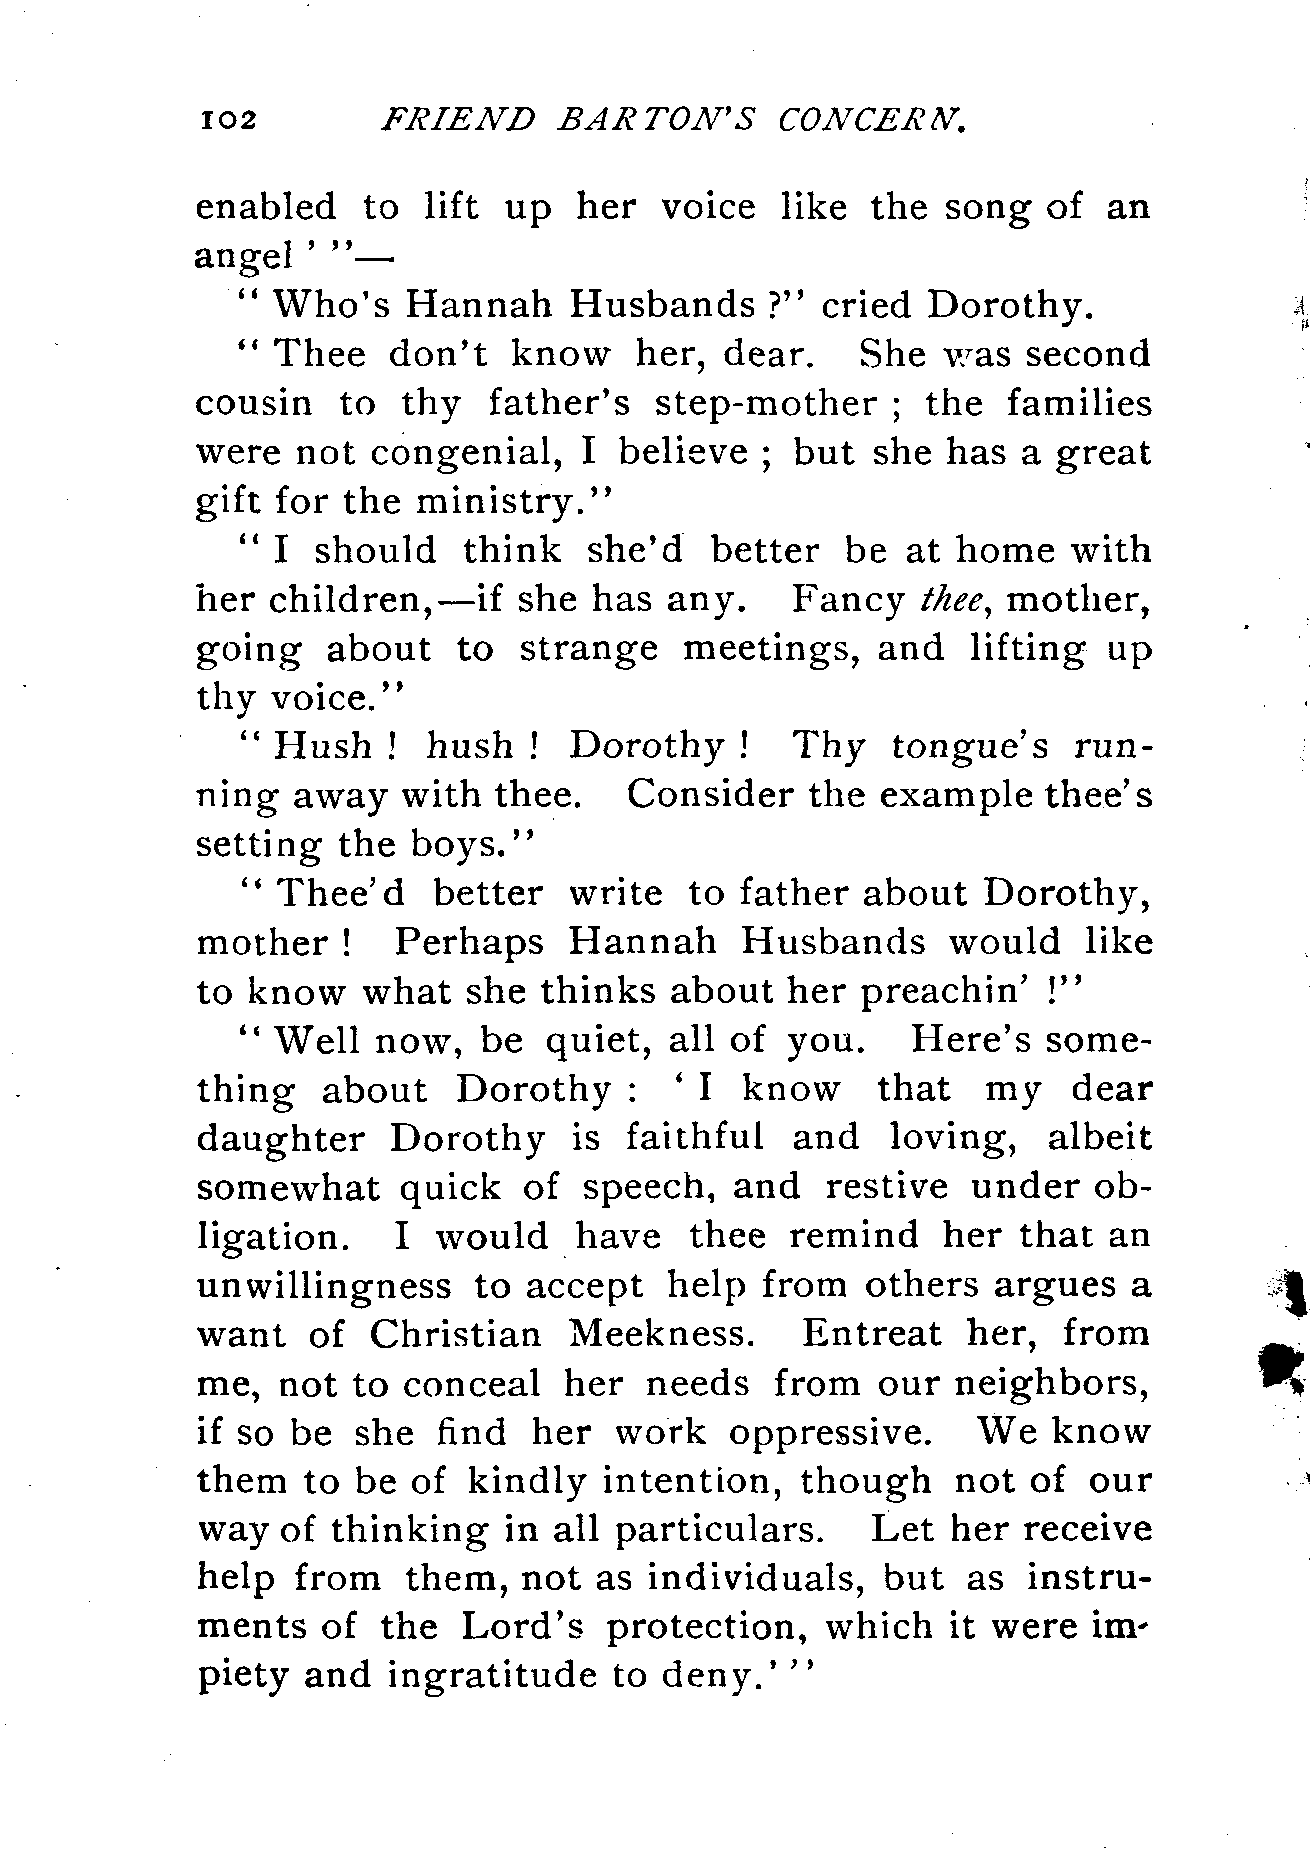 102 FRIEND BARTON'S CONCERN.
enabled to lift up her voice like the song of an
angel ' "—
" Who's Hannah Husbands ?" cried Dorothy.
" Thee don't know her, dear. She was second
cousin to thy father's step-mother ; the families
were not congenial, I believe ; but she has a great
gift for the ministry."
" I should think she'd better be at home with
her children,—if she has any. Fancy thee, mother,
going about to strange meetings, and lifting up
thy voice."
" Hush ! hush ! Dorothy ! Thy tongue's run-
ning away with thee. Consider the example thee's
setting the boys."
" Thee'd better write to father about Dorothy,
mother ! Perhaps Hannah Husbands would like
to know what she thinks about her preachin' !"
" Well now, be quiet, all of you. Here's some-
thing about Dorothy : ' I know that my dear
daughter Dorothy is faithful and loving, albeit
somewhat quick of speech, and restive under ob-
ligation. I would have thee remind her that an
unwillingness to accept help from others argues a
want of Christian Meekness. Entreat her, from
me, not to conceal her needs from our neighbors,
if so be she find her work oppressive. We know
them to be of kindly intention, though not of our
way of thinking in all particulars. Let her receive
help from them, not as individuals, but as instru-
ments of the Lord's protection, which it were im-
piety and ingratitude to deny.' "